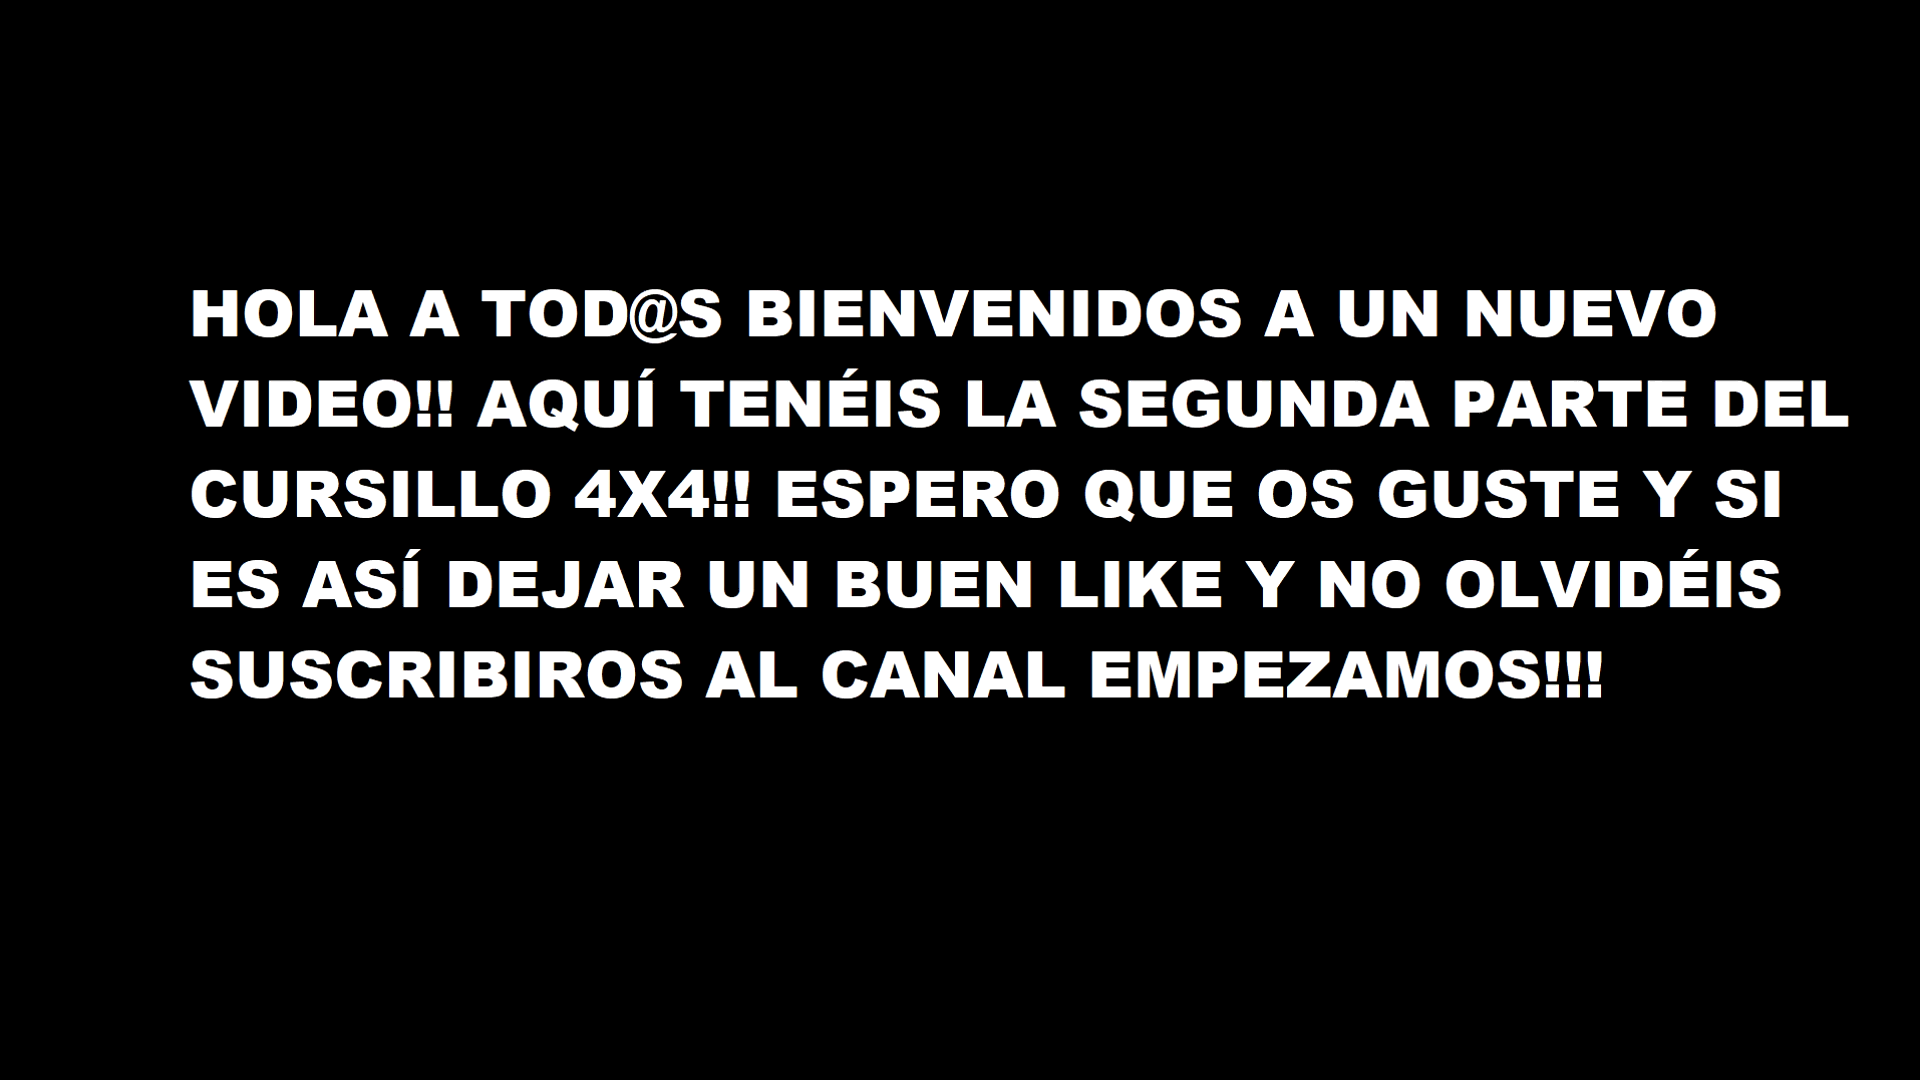 HOLA A TOD@S BIENVENIDOS A UN NUEVO
VIDEO!! AQUÍ TENÉIS LA SEGUNDA PARTE DEL
CURSILLO 4X4!! ESPERO QUE OS GUSTE Y SI
ES ASÍ DEJAR UN BUEN LIKE Y NO OLVIDÉIS
SUSCRIBIROS AL CANAL EMPEZAMOS!!!